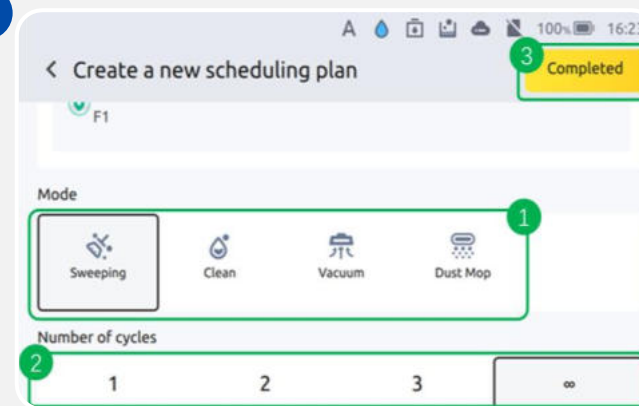 A 100% 16:23
< Create a new scheduling plan
3
Completed
F1
Mode
1
Sweeping Clean Vacuum Dust Mop
Number of cycles
2
1 2 3 ∞